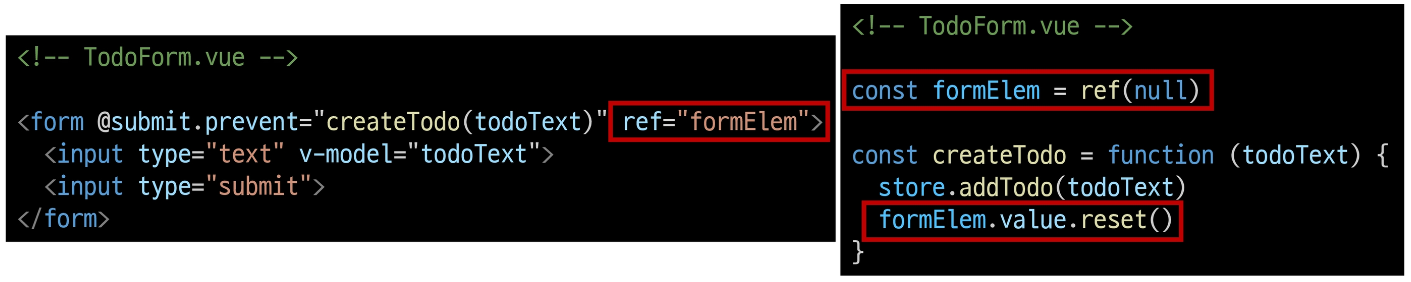 <!-- TodoForm.vue -->
<form @submit.prevent="createTodo(todoText)" ref="formElem">
<input type="text" v-model="todoText">
<input type="submit">
</form>
<!-- TodoForm.vue -->
const formElem = ref(null)
const createTodo = function (todoText) {
store.addTodo(todoText)
formElem.value.reset()
}